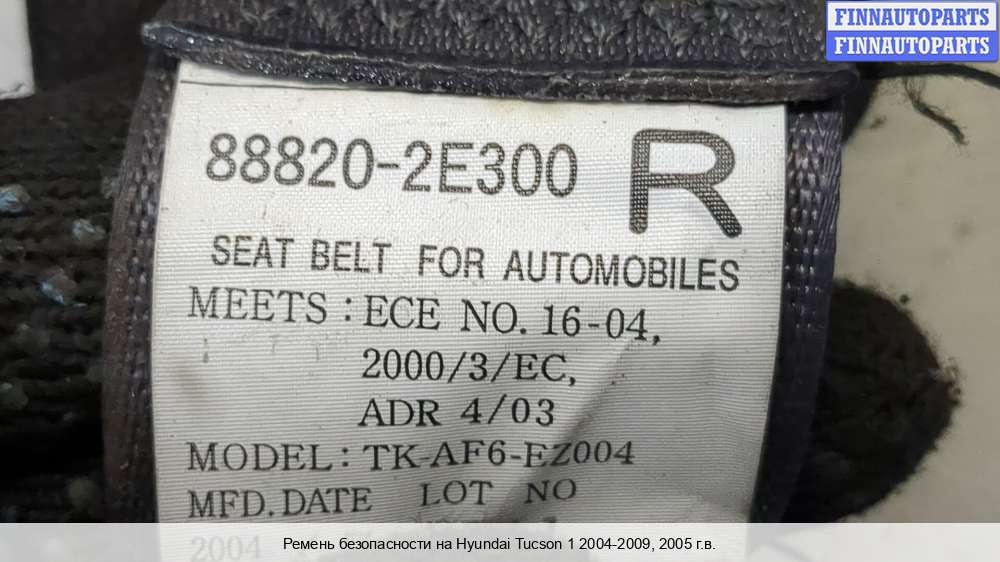 FINNAUTOPARTS
FINNAUTOPARTS
88820-2E300 R
SEAT BELT FOR AUTOMOBILES
MEETS : ECE NO. 16-04,
2000/3/EC,
ADR 4/03
MODEL: TK-AF6-EZ004
MFD. DATE LOT NO
2004
Ремень безопасности на Hyundai Tucson 1 2004-2009, 2005 г.в.